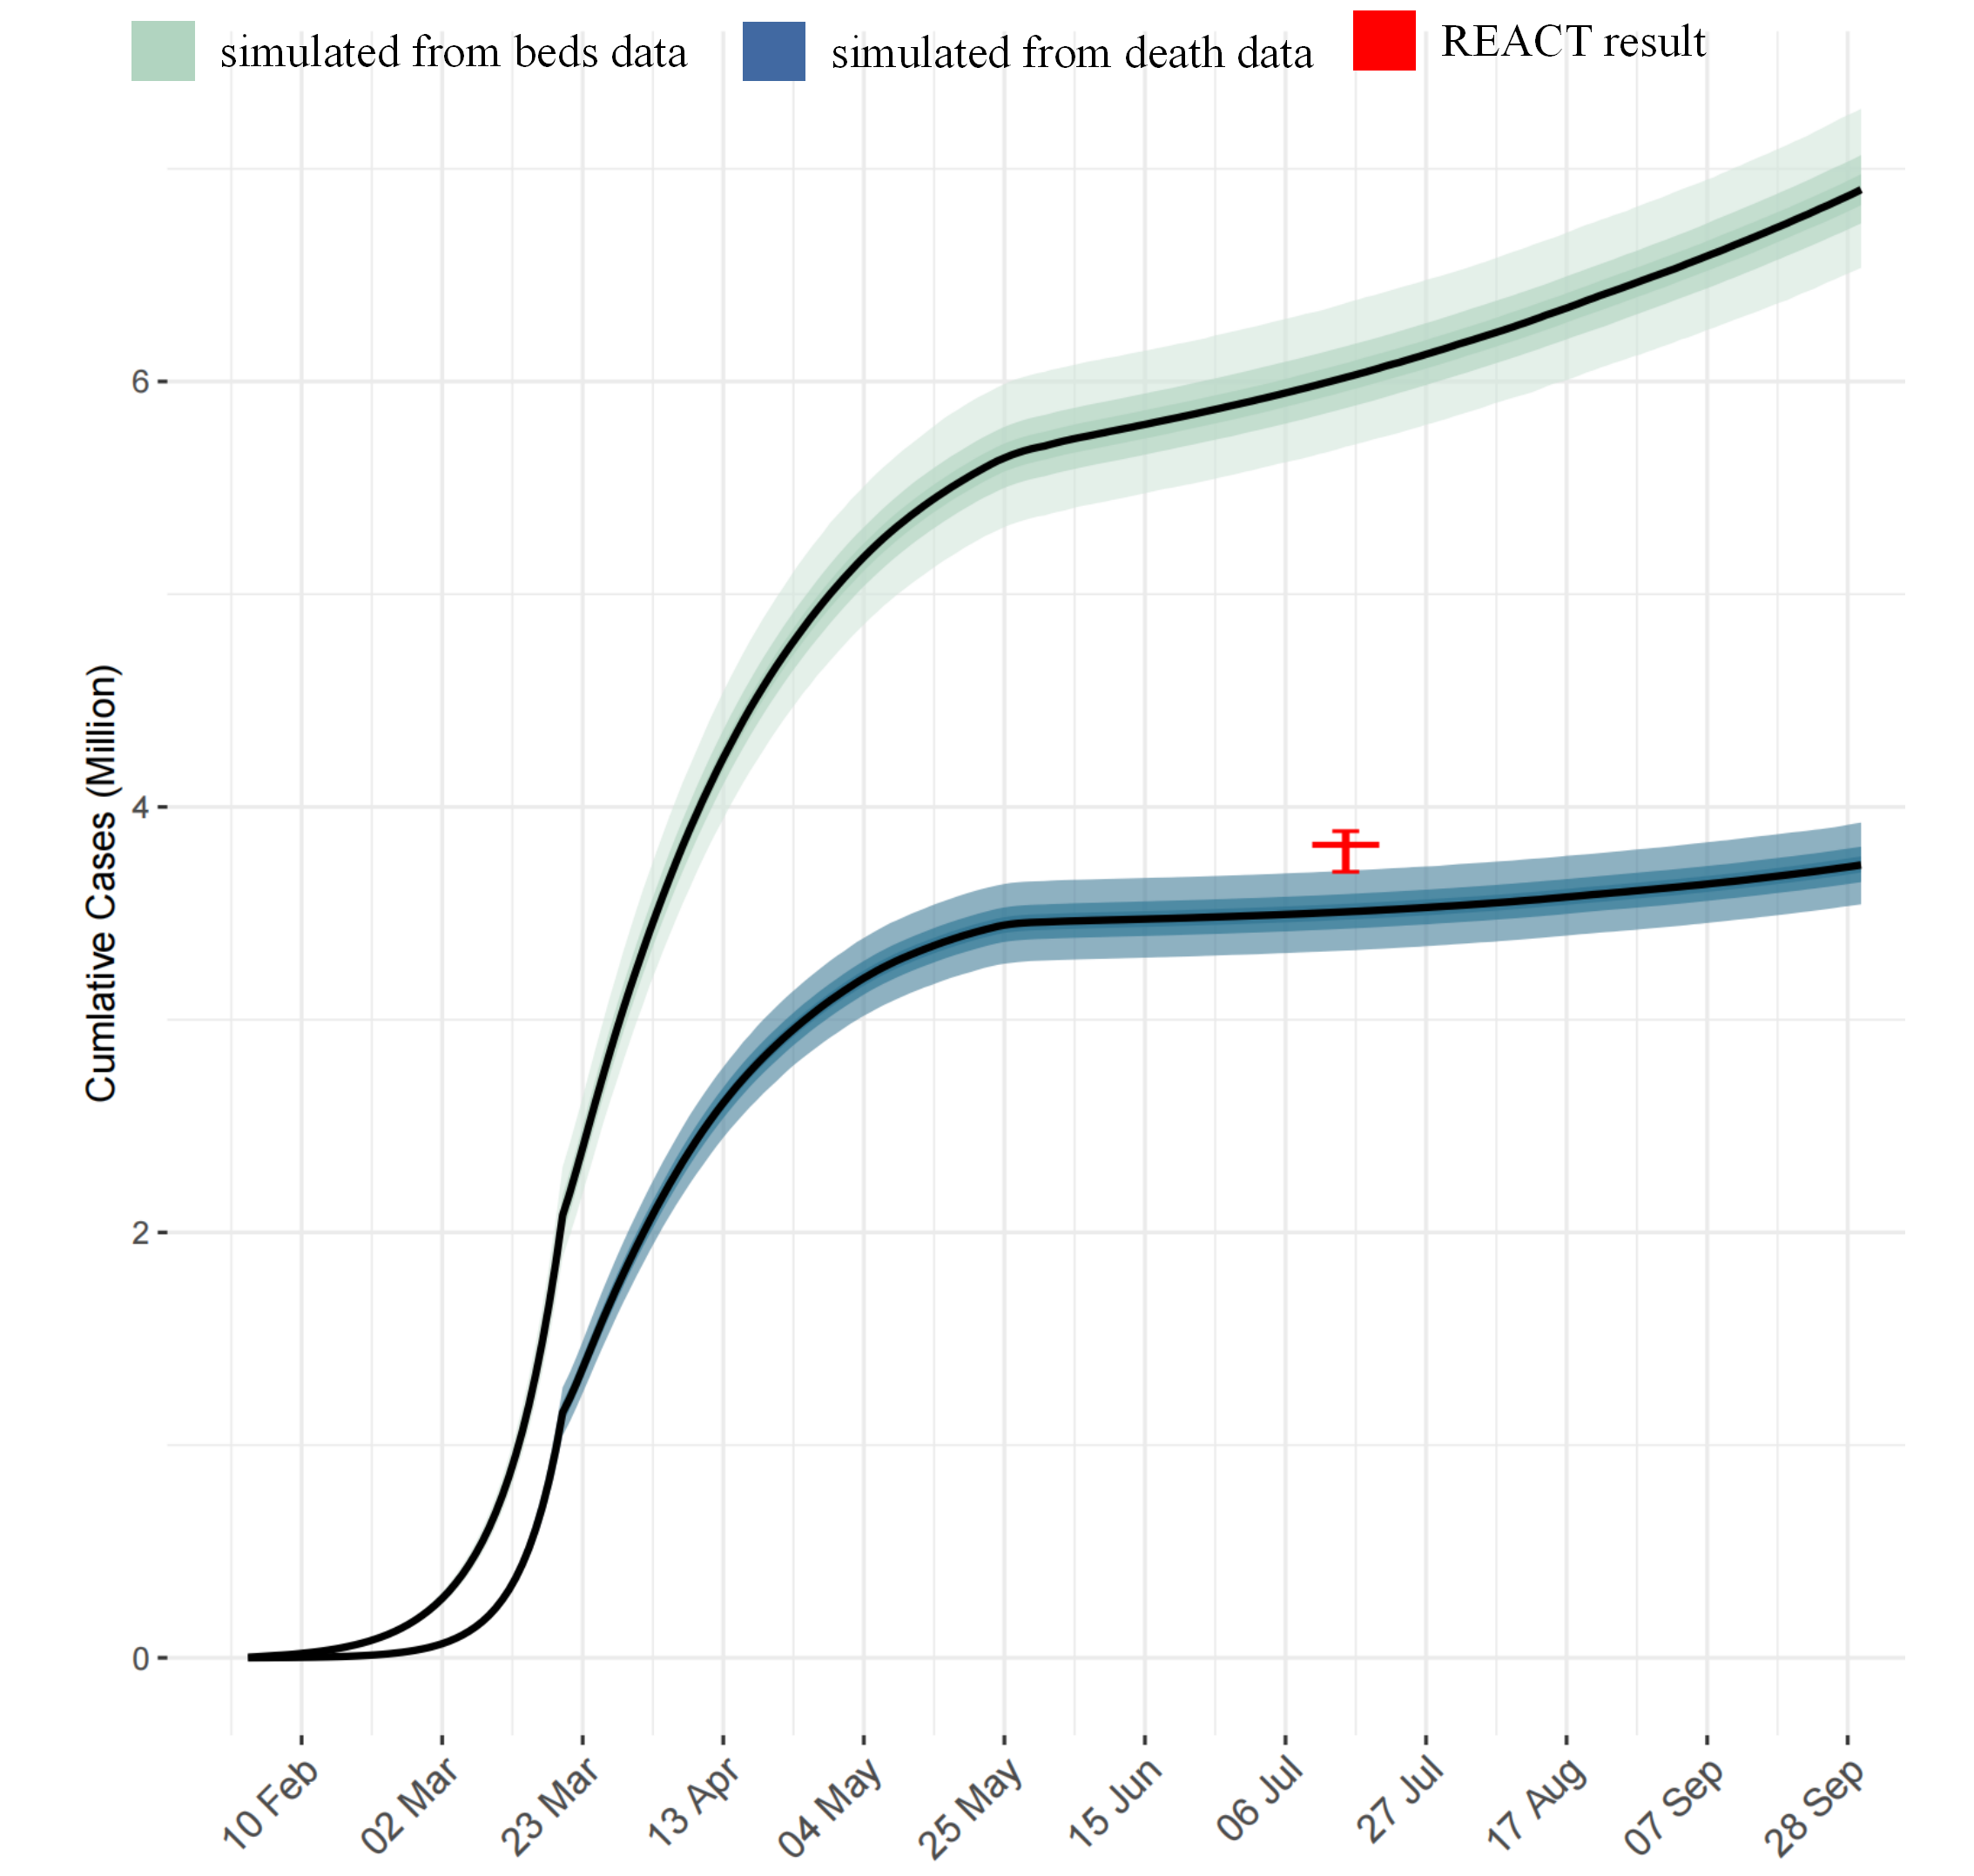 simulated from beds data
simulated from death data
REACT result
Cumlative Cases (Million)
6
4
2
0
10 Feb
02 Mar
23 Mar
13 Apr
04 May
25 May
15 Jun
06 Jul
27 Jul
17 Aug
07 Sep
28 Sep